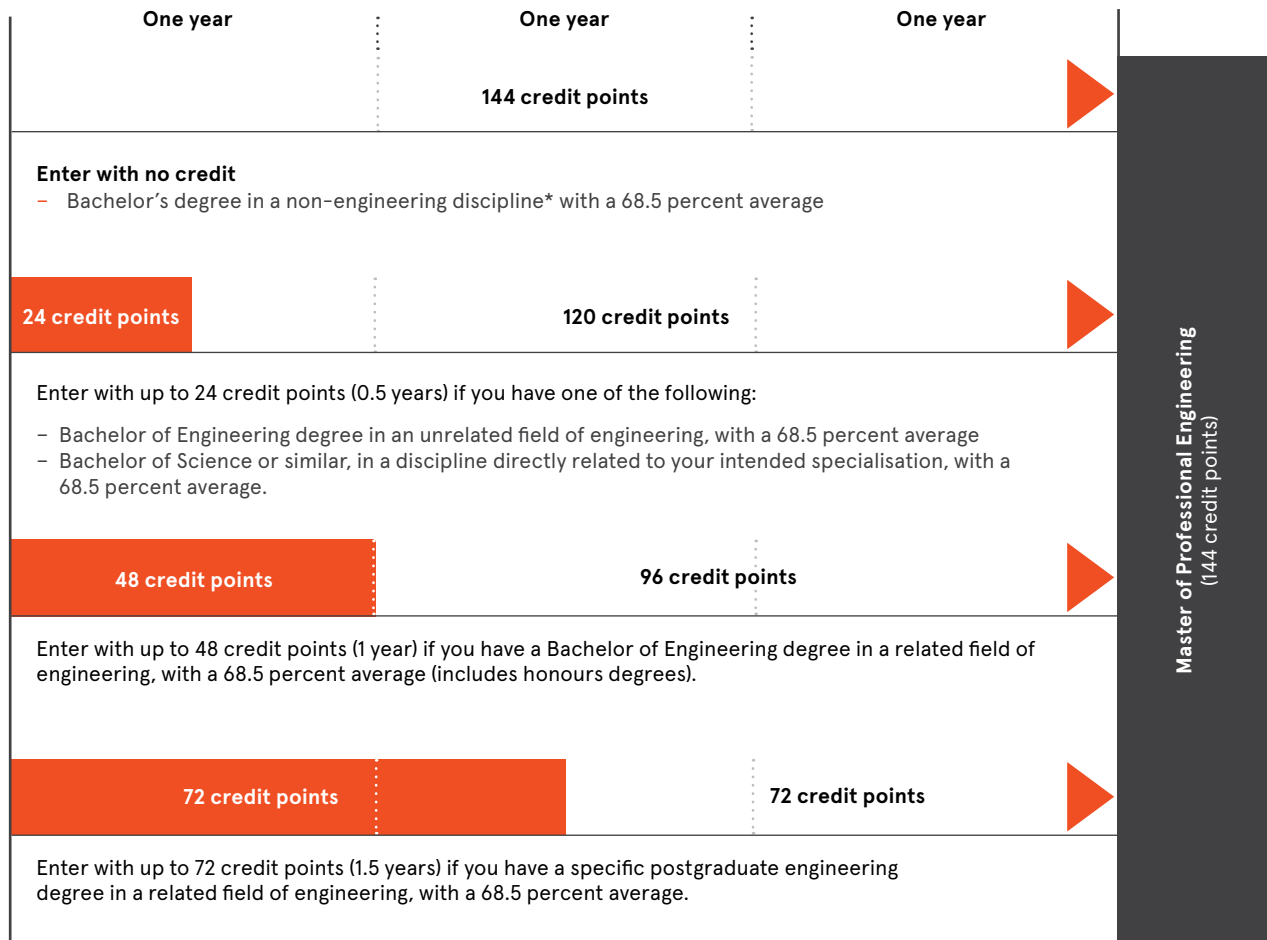 One year One year One year
144 credit points
Enter with no credit
– Bachelor’s degree in a non-engineering discipline* with a 68.5 percent average
24 credit points 120 credit points
Enter with up to 24 credit points (0.5 years) if you have one of the following:
– Bachelor of Engineering degree in an unrelated field of engineering, with a 68.5 percent average
– Bachelor of Science or similar, in a discipline directly related to your intended specialisation, with a
68.5 percent average.
48 credit points 96 credit points
Enter with up to 48 credit points (1 year) if you have a Bachelor of Engineering degree in a related field of
engineering, with a 68.5 percent average (includes honours degrees).
72 credit points 72 credit points
Enter with up to 72 credit points (1.5 years) if you have a specific postgraduate engineering
degree in a related field of engineering, with a 68.5 percent average.
Master of Professional Engineering
(144 credit points)